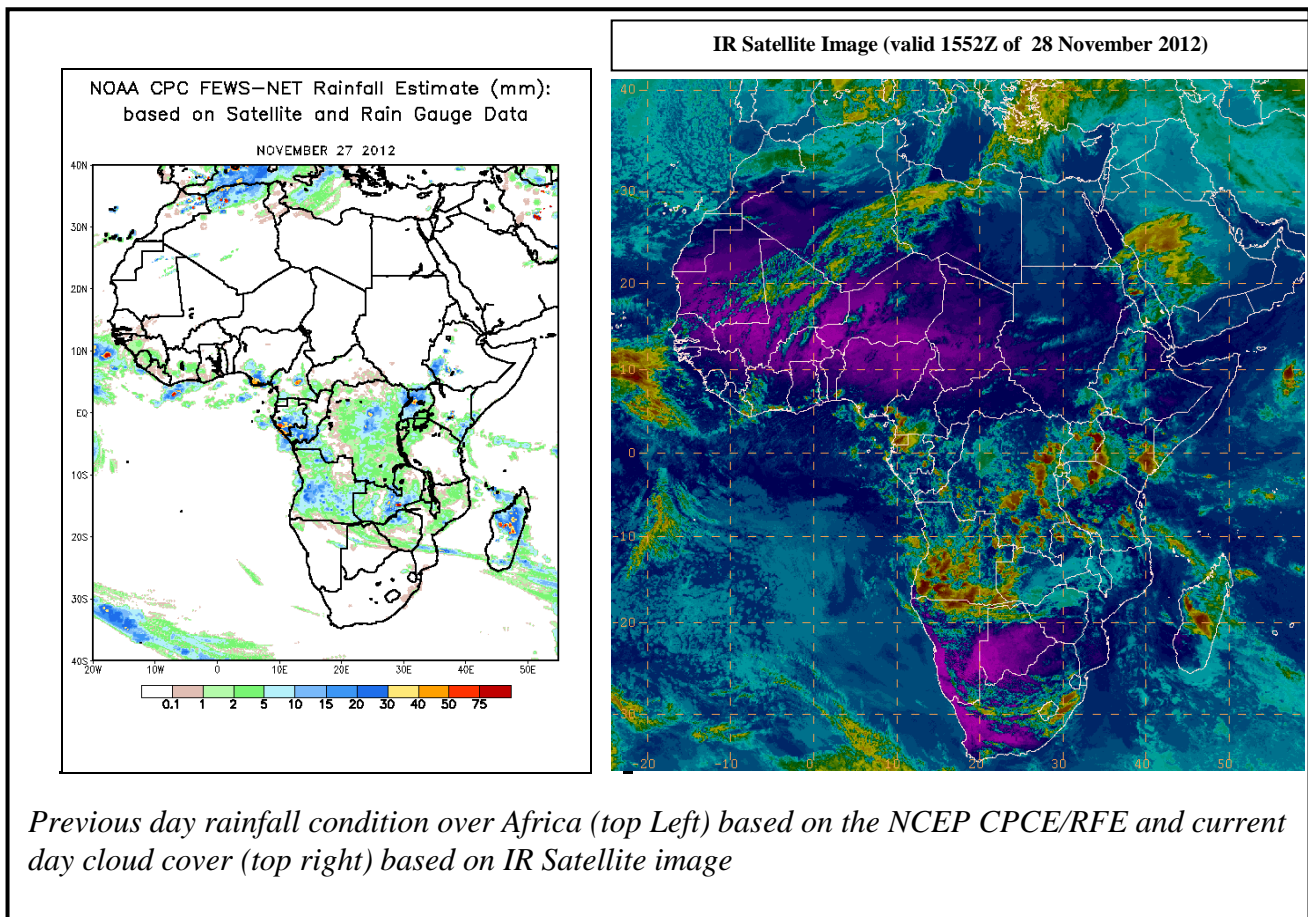 IR Satellite Image (valid 1552Z of 28 November 2012)
NOAA CPC FEWS-NET Rainfall Estimate (mm):
based on Satellite and Rain Gauge Data
NOVEMBER 27 2012
40N
30N
20N
10N
EQ
10S
20S
30S
40S
20W 10W 0 10E 20E 30E 40E 50E
0.1 1 2 5 10 15 20 30 40 50 75
40
30
20
10
0
-10
-20
-20 -10 0 10 20 30 40 50
Previous day rainfall condition over Africa (top Left) based on the NCEP CPCE/RFE and current
day cloud cover (top right) based on IR Satellite image